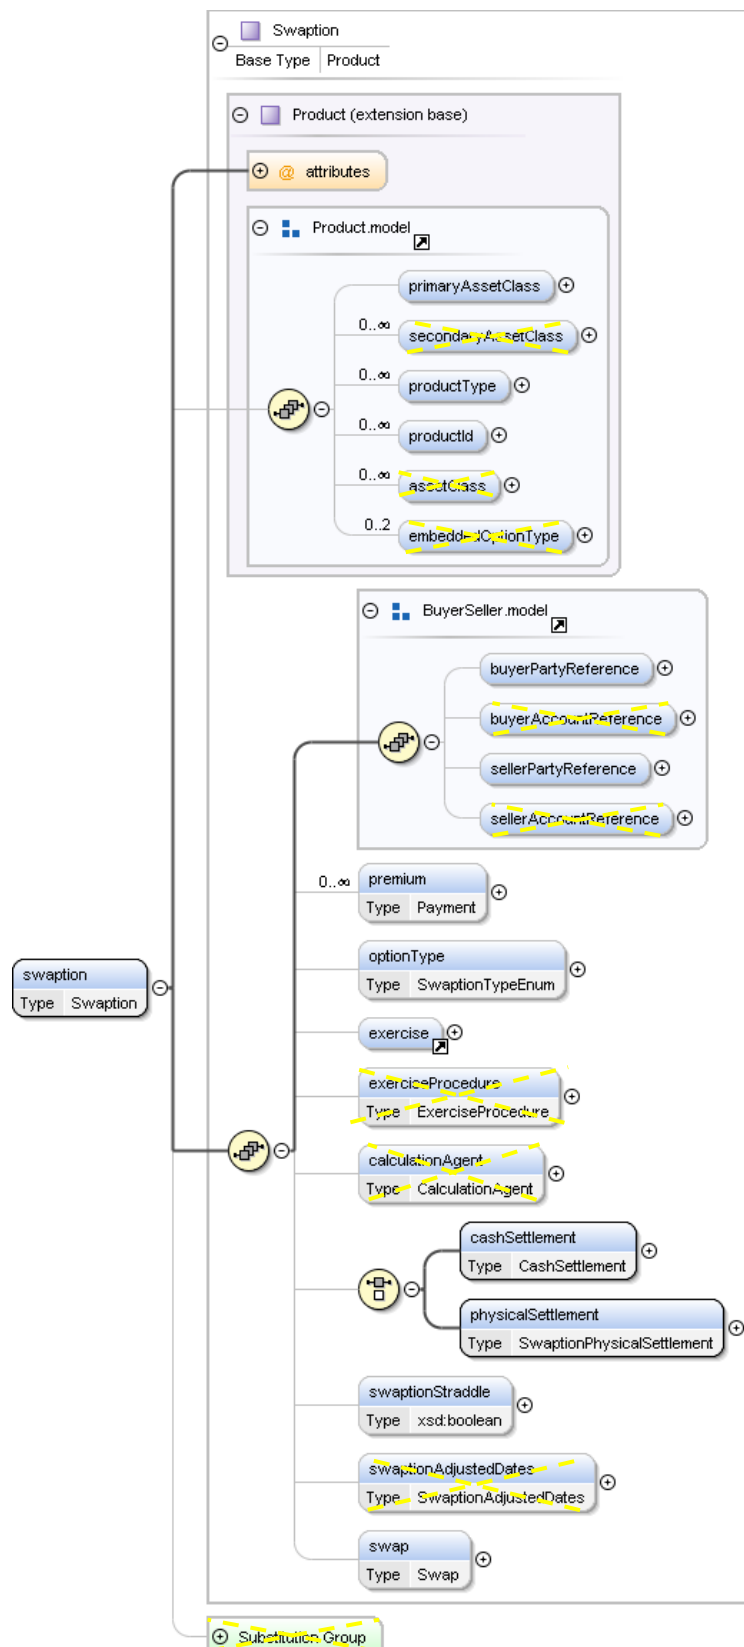 Swaption
Base Type Product
Product (extension base)
@ attributes
Product.model
primaryAssetClass
0..∞
secondaryAssetClass
0..∞
productType
0..∞
productId
0..∞
assetClass
0..2
embeddedOptionType
BuyerSeller.model
buyerPartyReference
buyerAccountReference
sellerPartyReference
sellerAccountReference
0..∞
premium
Type Payment
swaption
Type Swaption
optionType
Type SwaptionTypeEnum
exercise
exerciseProcedure
Type ExerciseProcedure
calculationAgent
Type CalculationAgent
cashSettlement
Type CashSettlement
physicalSettlement
Type SwaptionPhysicalSettlement
swaptionStraddle
Type xsd:boolean
swaptionAdjustedDates
Type SwaptionAdjustedDates
swap
Type Swap
Substitution Group